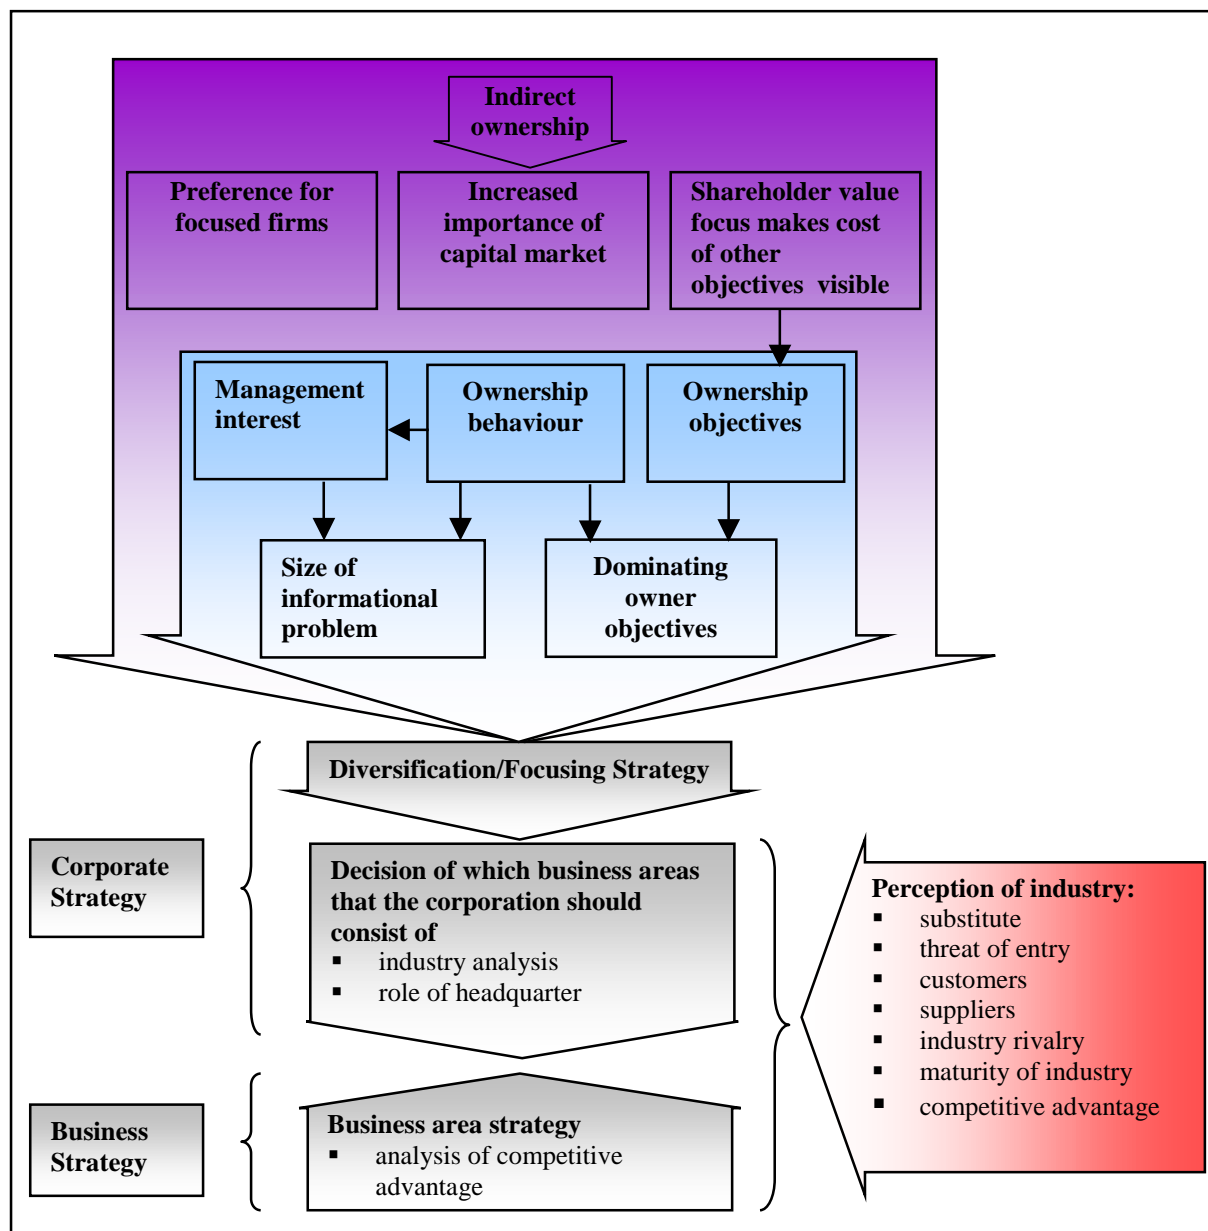 Indirect
ownership
Preference for
focused firms
Increased
importance of
capital market
Shareholder value
focus makes cost
of other
objectives visible
Management
interest
Ownership
behaviour
Ownership
objectives
Size of
informational
problem
Dominating
owner
objectives
Diversification/Focusing Strategy
Corporate
Strategy
Decision of which business areas
that the corporation should
consist of
▪ industry analysis
▪ role of headquarter
Perception of industry:
▪ substitute
▪ threat of entry
▪ customers
▪ suppliers
▪ industry rivalry
▪ maturity of industry
▪ competitive advantage
Business
Strategy
Business area strategy
▪ analysis of competitive
advantage